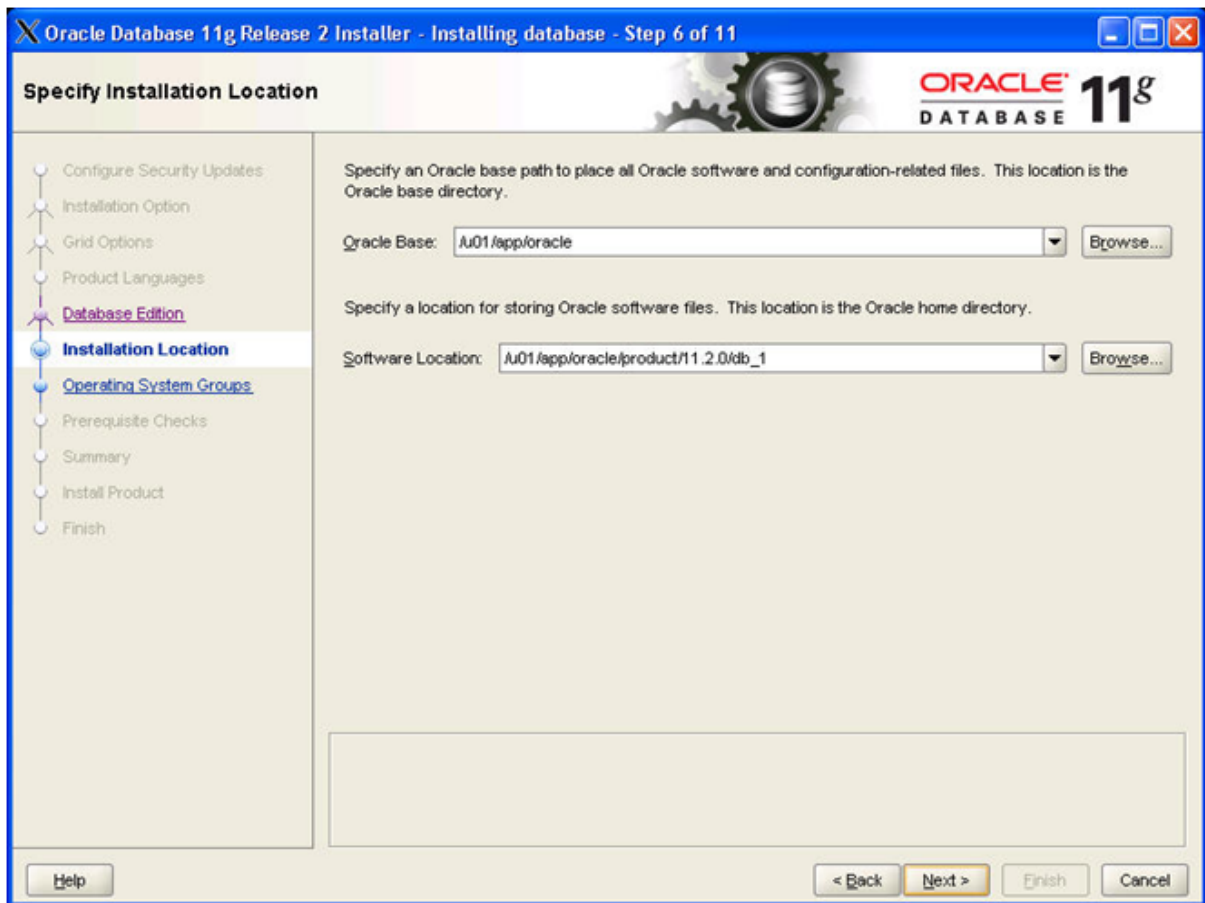 Oracle Database 11g Release 2 Installer - Installing database - Step 6 of 11
Specify Installation Location
ORACLE
DATABASE
11g
Configure Security Updates
Installation Option
Grid Options
Product Languages
Database Edition
Installation Location
Operating System Groups
Prerequisite Checks
Summary
Install Product
Finish
Specify an Oracle base path to place all Oracle software and configuration-related files. This location is the
Oracle base directory.
Oracle Base: /u01/app/oracle Browse...
Specify a location for storing Oracle software files. This location is the Oracle home directory.
Software Location: /u01/app/oracle/product/11.2.0/db_1 Browse...
Help < Back Next > Finish Cancel